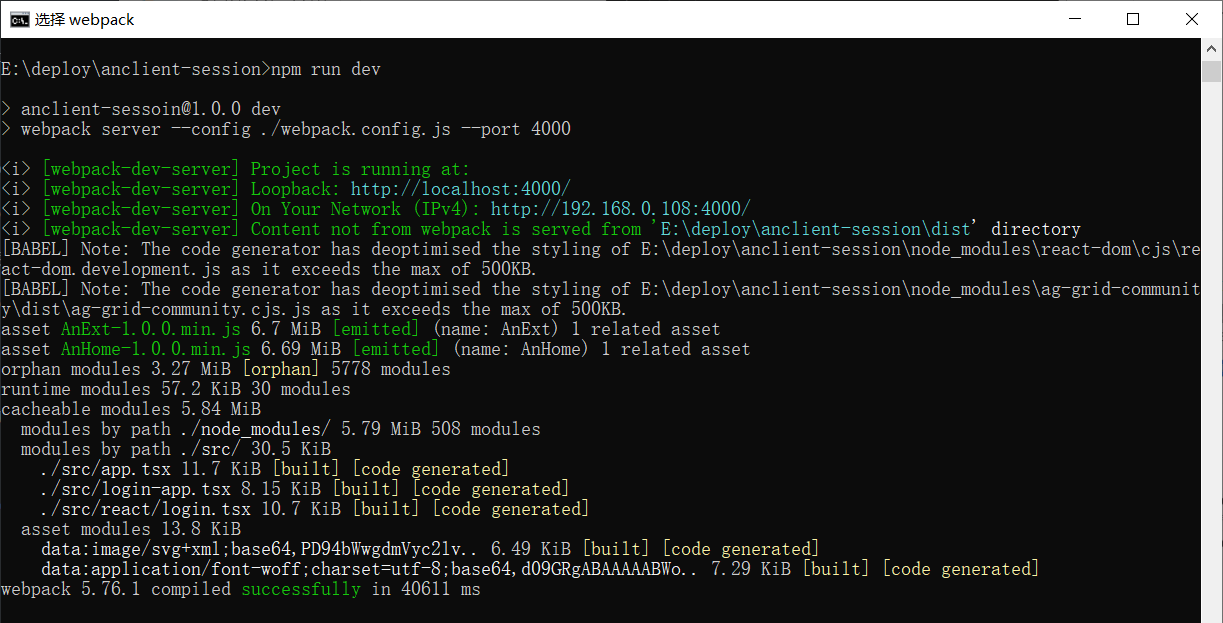 选择 webpack
E:\deploy\anclient-session>npm run dev
> anclient-sessoin@1.0.0 dev
> webpack server --config ./webpack.config.js --port 4000
<i> [webpack-dev-server] Project is running at:
<i> [webpack-dev-server] Loopback: http://localhost:4000/
<i> [webpack-dev-server] On Your Network (IPv4): http://192.168.0.108:4000/
<i> [webpack-dev-server] Content not from webpack is served from 'E:\deploy\anclient-session\dist' directory
[BABEL] Note: The code generator has deoptimised the styling of E:\deploy\anclient-session\node_modules\react-dom\cjs\re
act-dom.development.js as it exceeds the max of 500KB.
[BABEL] Note: The code generator has deoptimised the styling of E:\deploy\anclient-session\node_modules\ag-grid-communit
y\dist\ag-grid-community.cjs.js as it exceeds the max of 500KB.
asset AnExt-1.0.0.min.js 6.7 MiB [emitted] (name: AnExt) 1 related asset
asset AnHome-1.0.0.min.js 6.69 MiB [emitted] (name: AnHome) 1 related asset
orphan modules 3.27 MiB [orphan] 5778 modules
runtime modules 57.2 KiB 30 modules
cacheable modules 5.84 MiB
  modules by path ./node_modules/ 5.79 MiB 508 modules
  modules by path ./src/ 30.5 KiB
    ./src/app.tsx 11.7 KiB [built] [code generated]
    ./src/login-app.tsx 8.15 KiB [built] [code generated]
    ./src/react/login.tsx 10.7 KiB [built] [code generated]
  asset modules 13.8 KiB
    data:image/svg+xml;base64,PD94bWwgdmVyc2lv.. 6.49 KiB [built] [code generated]
    data:application/font-woff;charset=utf-8;base64,d09GRgABAAAAABWo.. 7.29 KiB [built] [code generated]
webpack 5.76.1 compiled successfully in 40611 ms